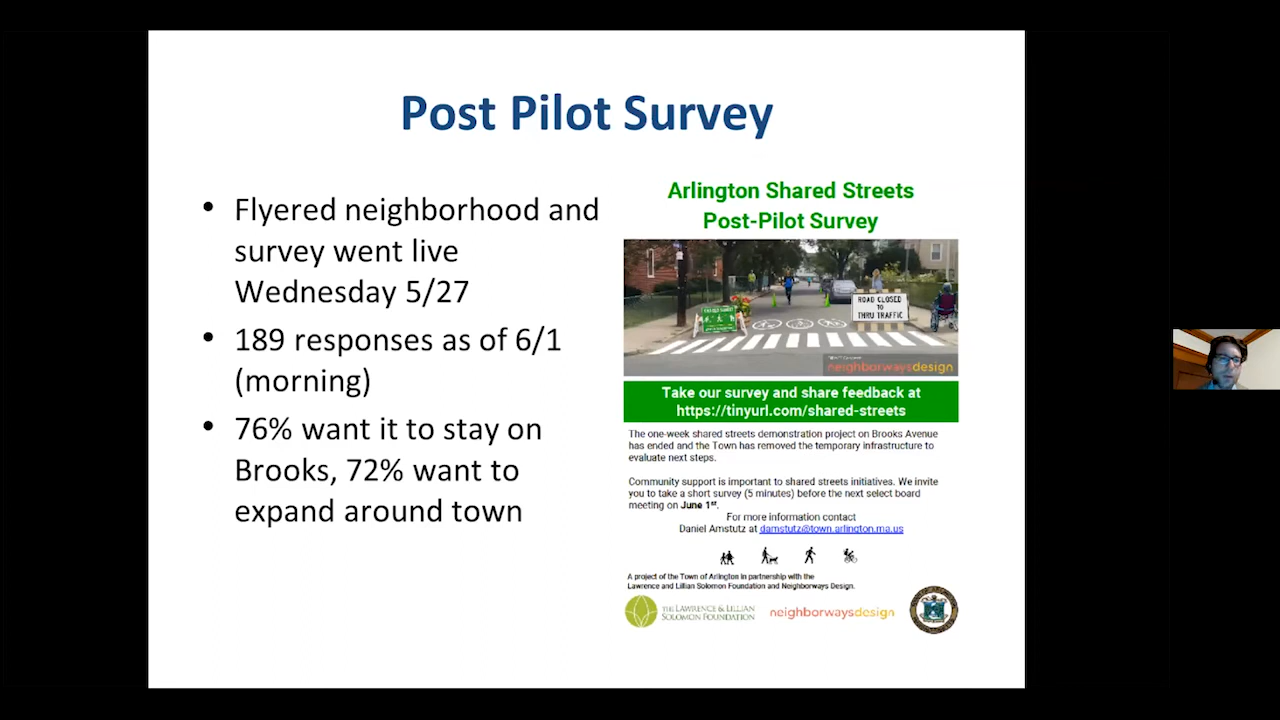 Post Pilot Survey
• Flyered neighborhood and
survey went live
Wednesday 5/27
• 189 responses as of 6/1
(morning)
• 76% want it to stay on
Brooks, 72% want to
expand around town
Arlington Shared Streets
Post-Pilot Survey
ROAD CLOSED
TO
THRU TRAFFIC
neighborwaysdesign
Take our survey and share feedback at
https://tinyurl.com/shared-streets
The one-week shared streets demonstration project on Brooks Avenue
has ended and the Town has removed the temporary infrastructure to
evaluate next steps.
Community support is important to shared streets initiatives. We invite
you to take a short survey (5 minutes) before the next select board
meeting on June 1st.
For more information contact
Daniel Amstutz at damstutz@town.arlington.ma.us
A project of the Town of Arlington in partnership with the
Lawrence and Lillian Solomon Foundation and Neighborways Design.
THE LAWRENCE & LILLIAN
SOLOMON FOUNDATION
neighborwaysdesign